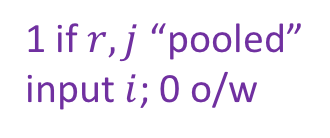 1 if r, j “pooled”
input i; 0 o/w